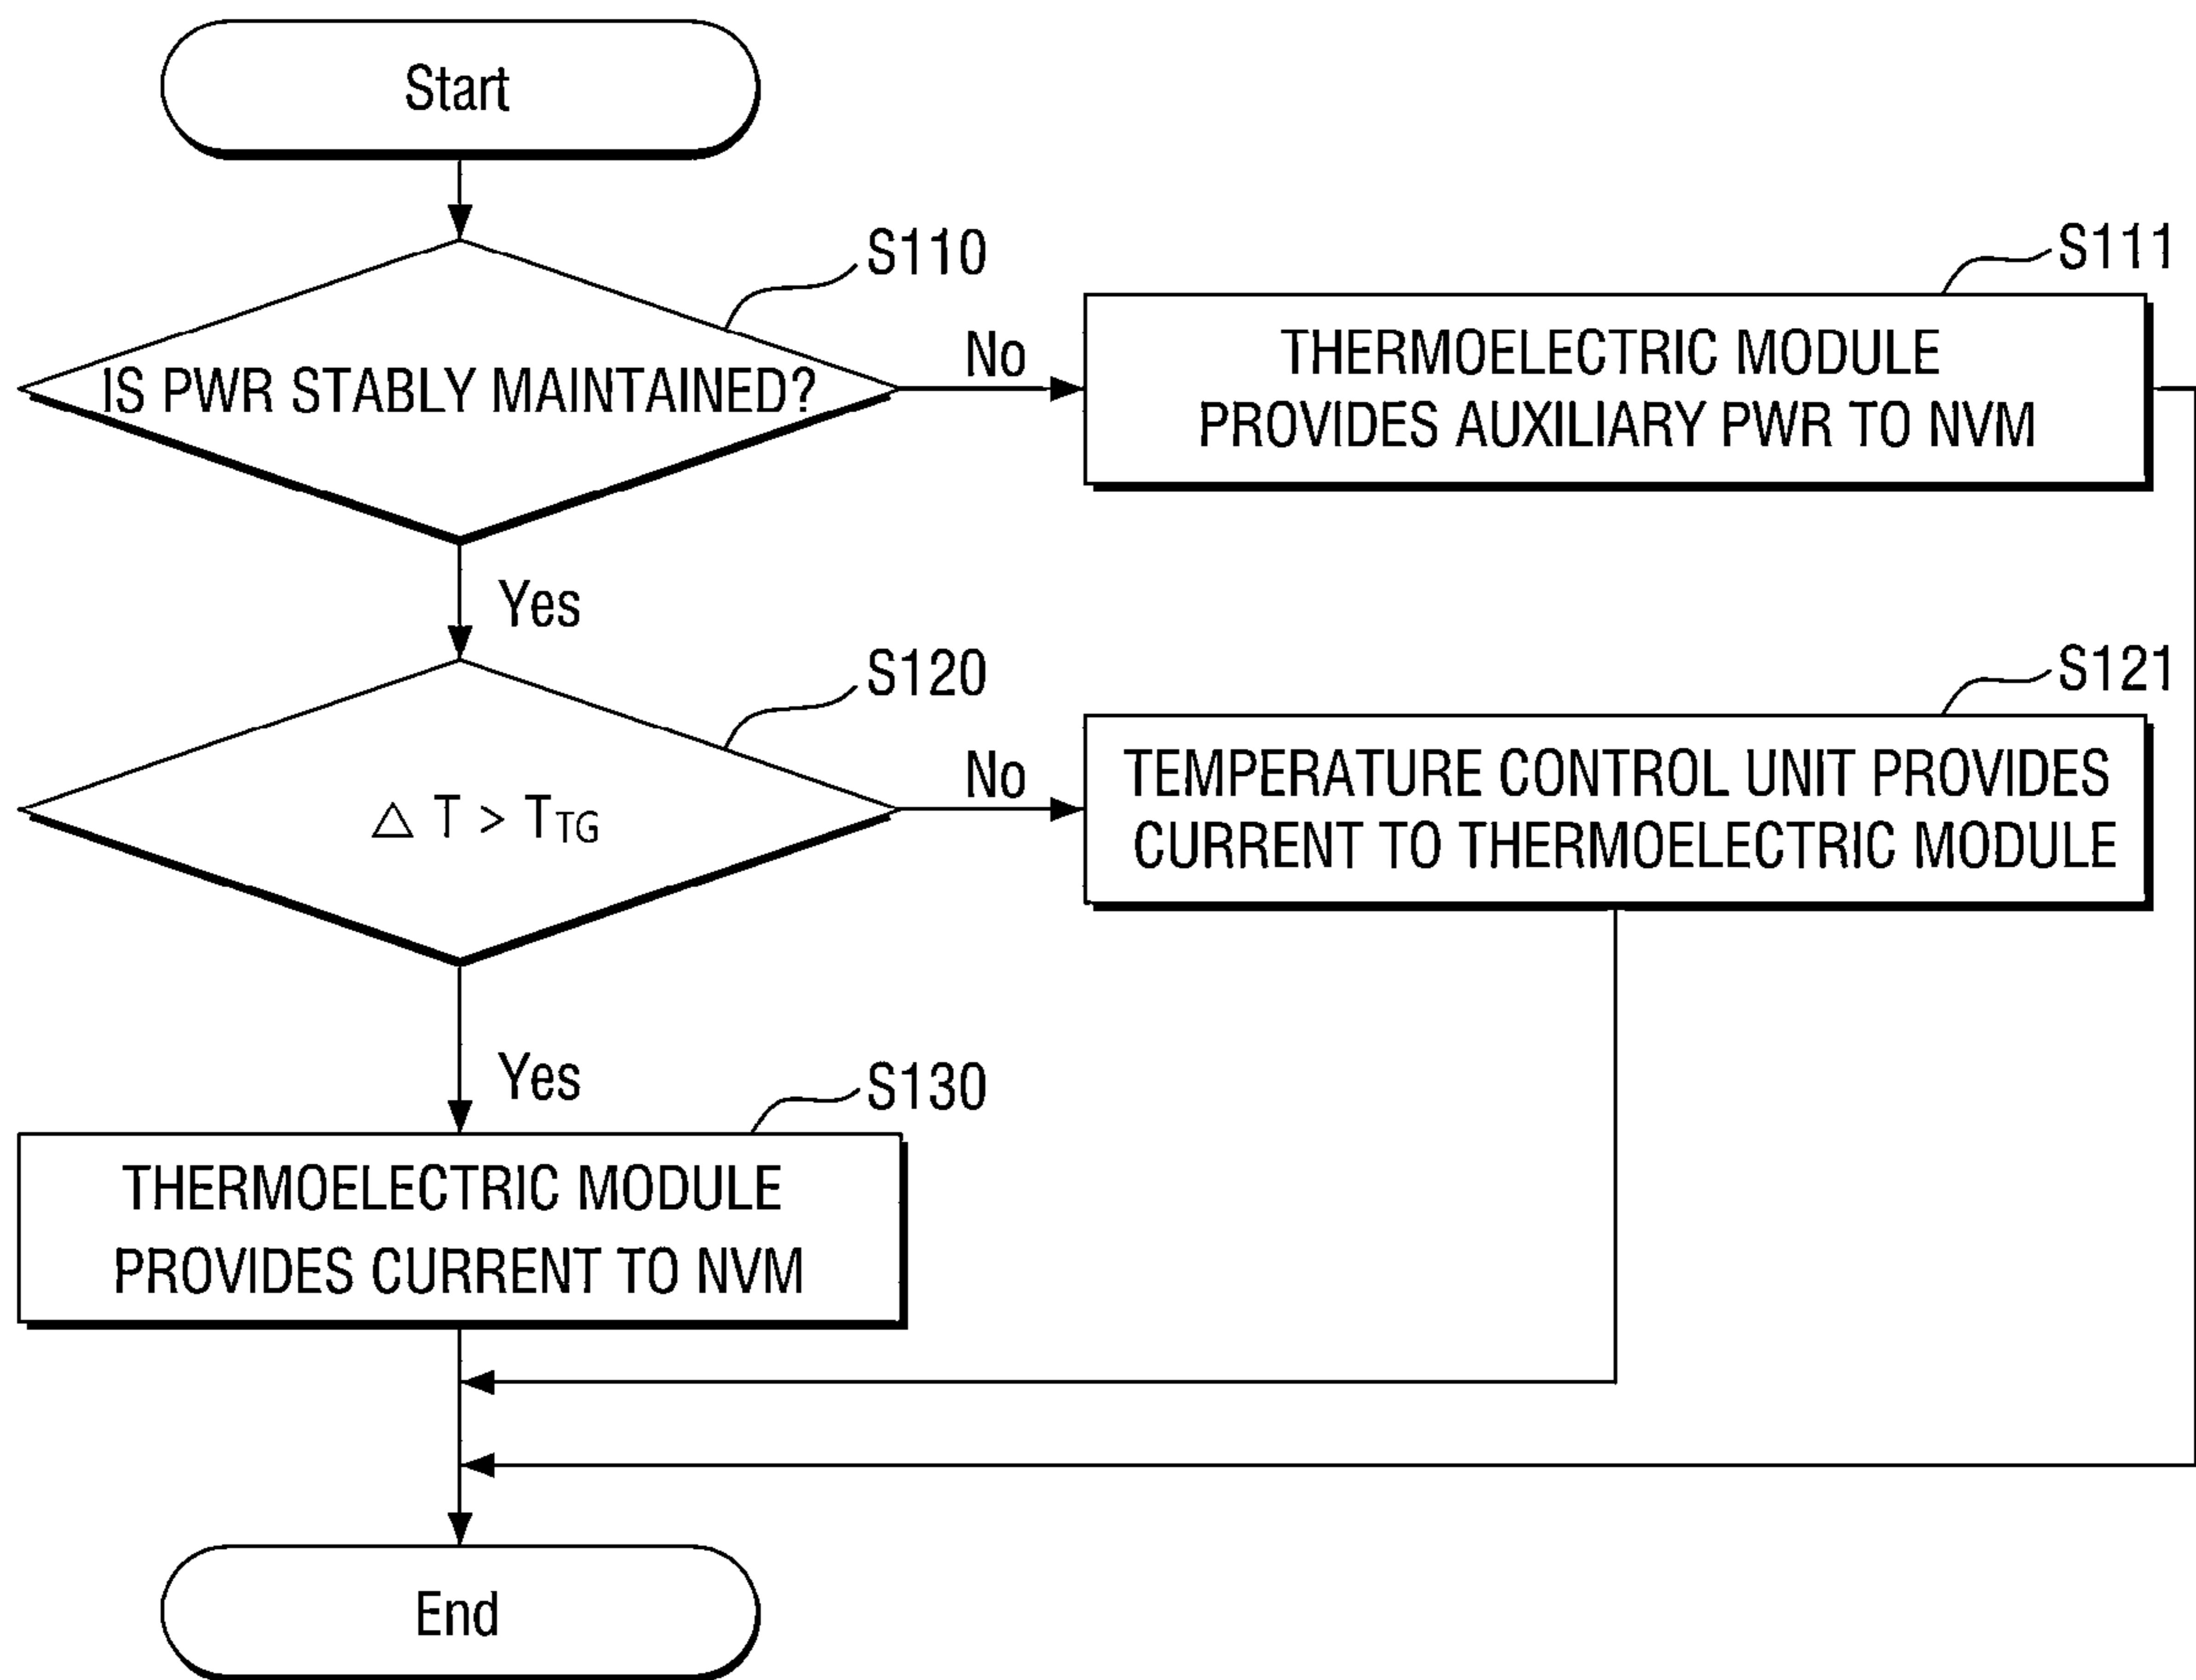 Start
S110
IS PWR STABLY MAINTAINED?
No
S111
THERMOELECTRIC MODULE
PROVIDES AUXILIARY PWR TO NVM
Yes
S120
△ T > TTG
No
S121
TEMPERATURE CONTROL UNIT PROVIDES
CURRENT TO THERMOELECTRIC MODULE
Yes
S130
THERMOELECTRIC MODULE
PROVIDES CURRENT TO NVM
End